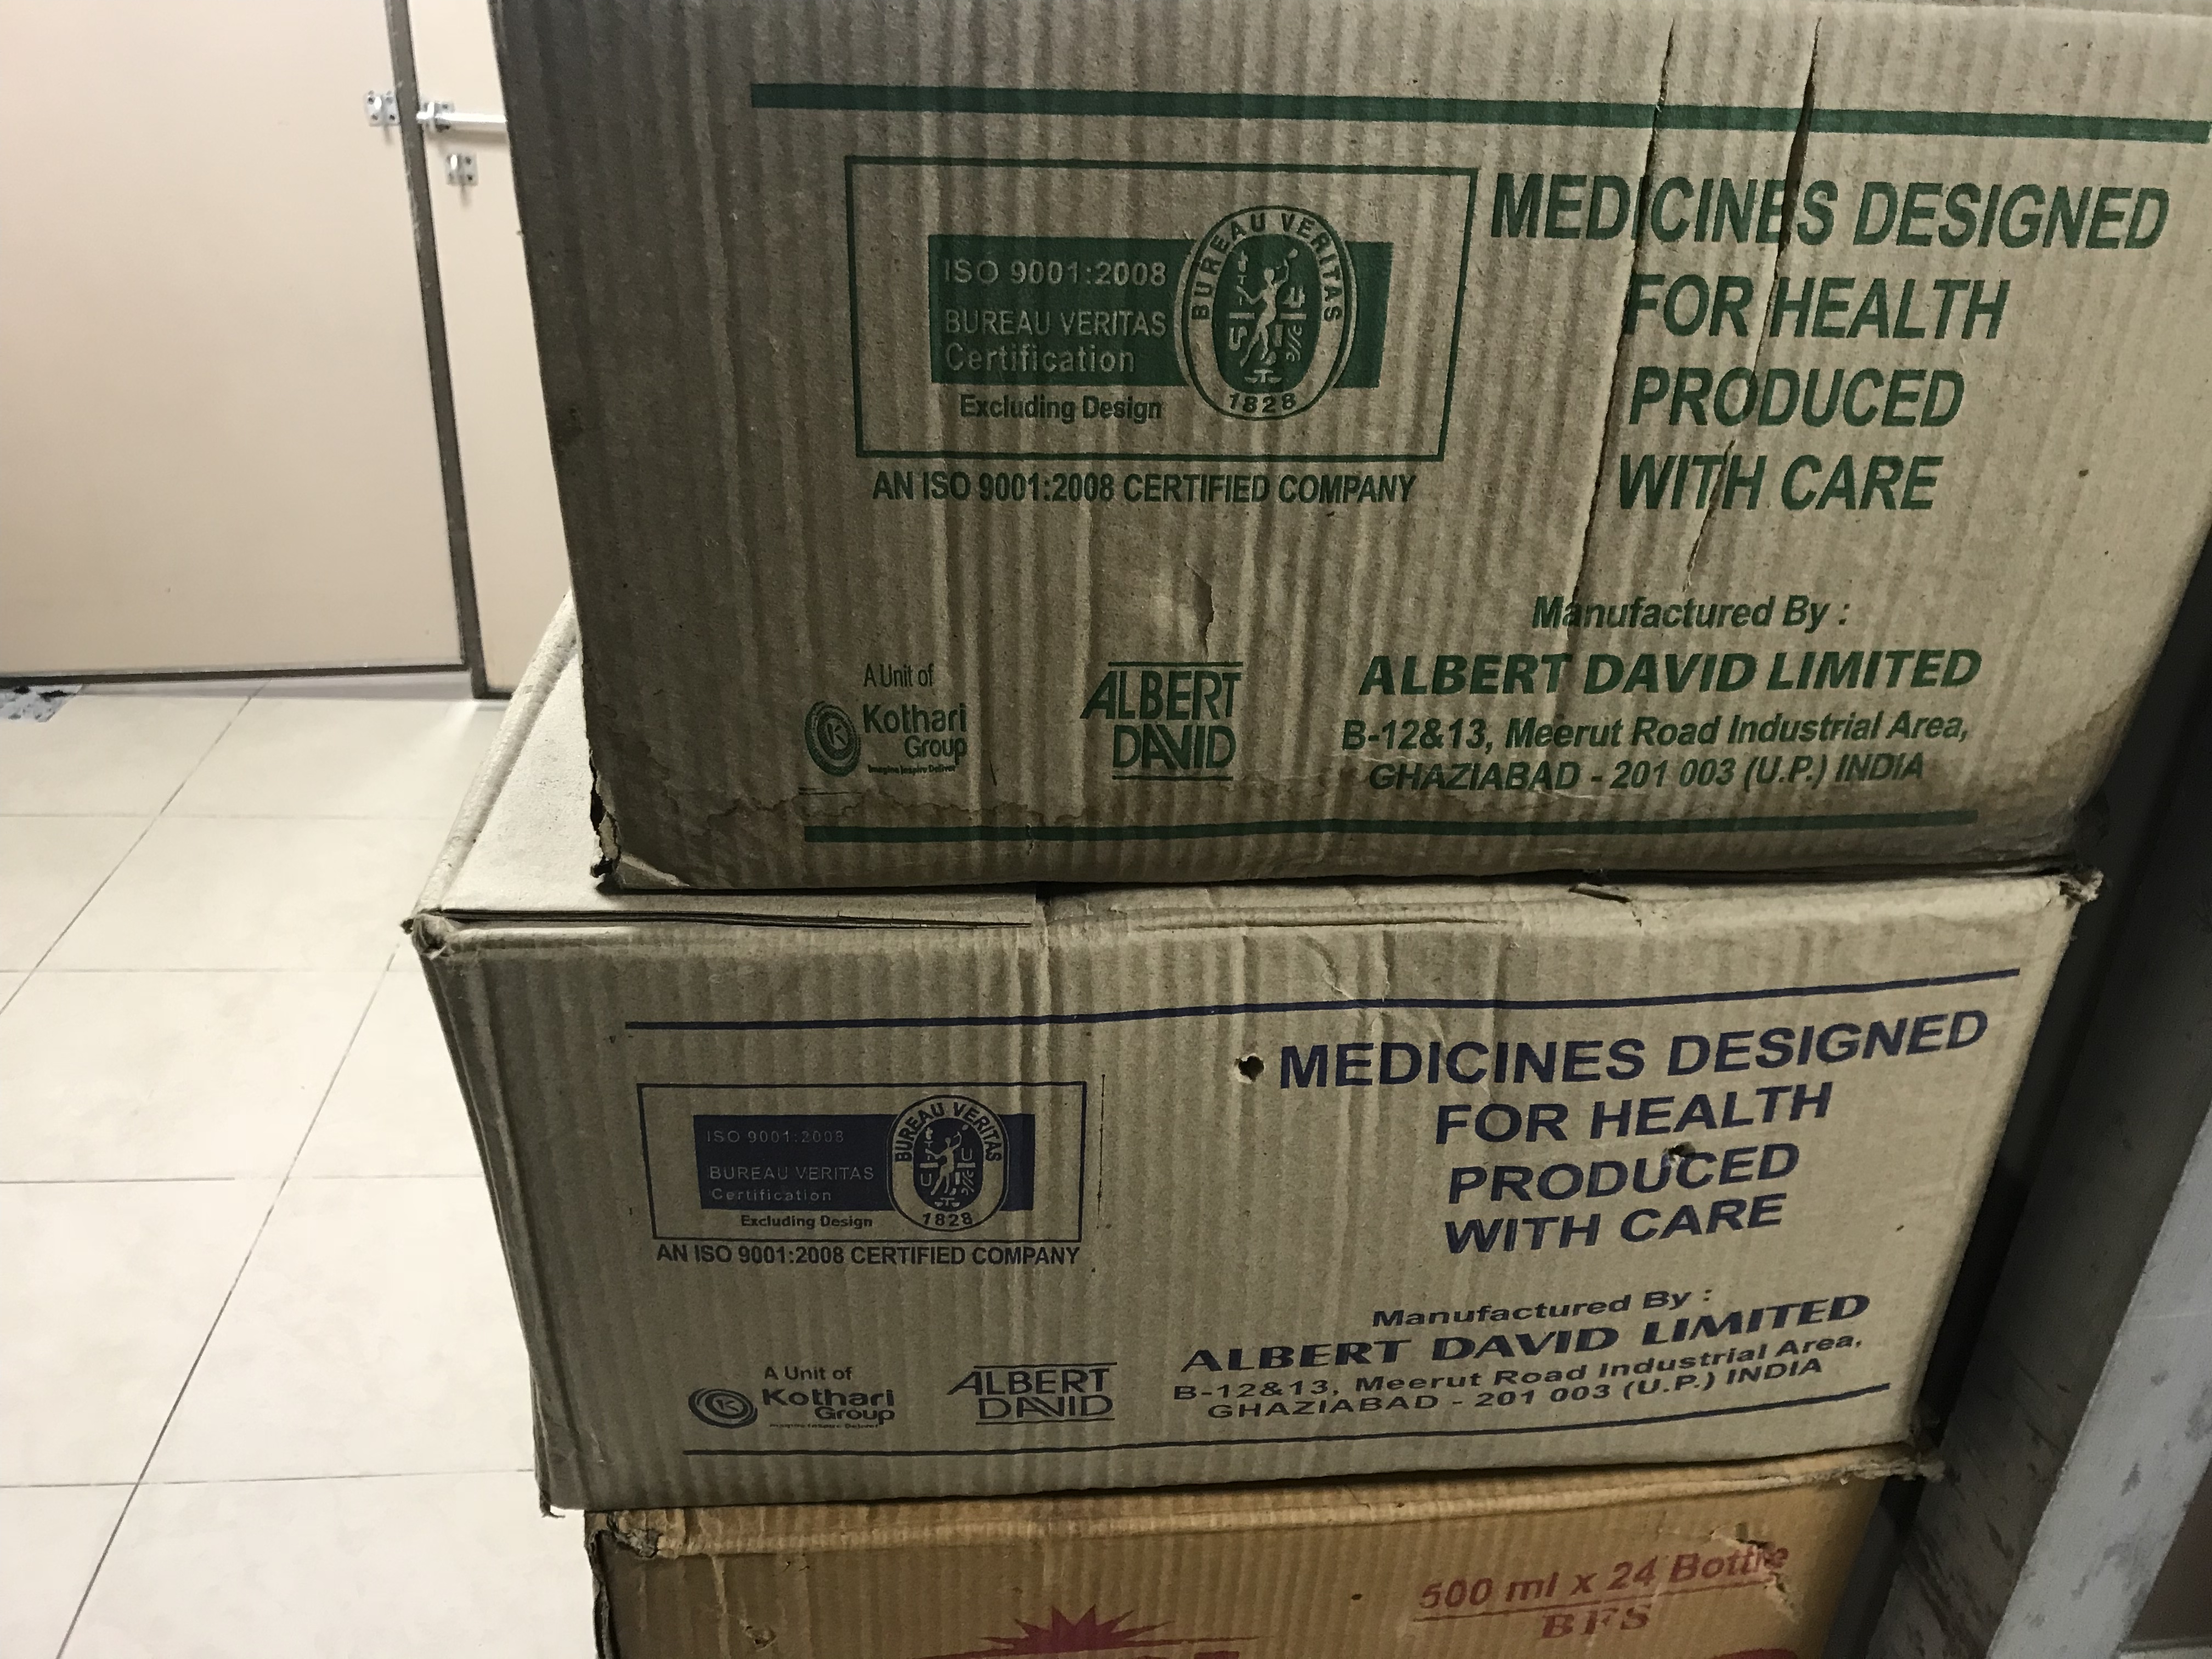 ISO 9001:2008
BUREAU VERITAS
Certification
Excluding Design
BUREAU VERITAS
1828
AN ISO 9001:2008 CERTIFIED COMPANY
MEDICINES DESIGNED
FOR HEALTH
PRODUCED
WITH CARE
Manufactured By :
ALBERT DAVID LIMITED
B-12&13, Meerut Road Industrial Area,
GHAZIABAD - 201 003 (U.P.) INDIA
A Unit of
K
Kothari
Group
Imagine Inspire Deliver
ALBERT
DAVID
ISO 9001:2008
BUREAU VERITAS
Certification
Excluding Design
BUREAU VERITAS
1828
AN ISO 9001:2008 CERTIFIED COMPANY
MEDICINES DESIGNED
FOR HEALTH
PRODUCED
WITH CARE
Manufactured By :
ALBERT DAVID LIMITED
B-12&13, Meerut Road Industrial Area,
GHAZIABAD - 201 003 (U.P.) INDIA
A Unit of
K
Kothari
Group
ALBERT
DAVID
500 ml x 24 Bottle
BFS